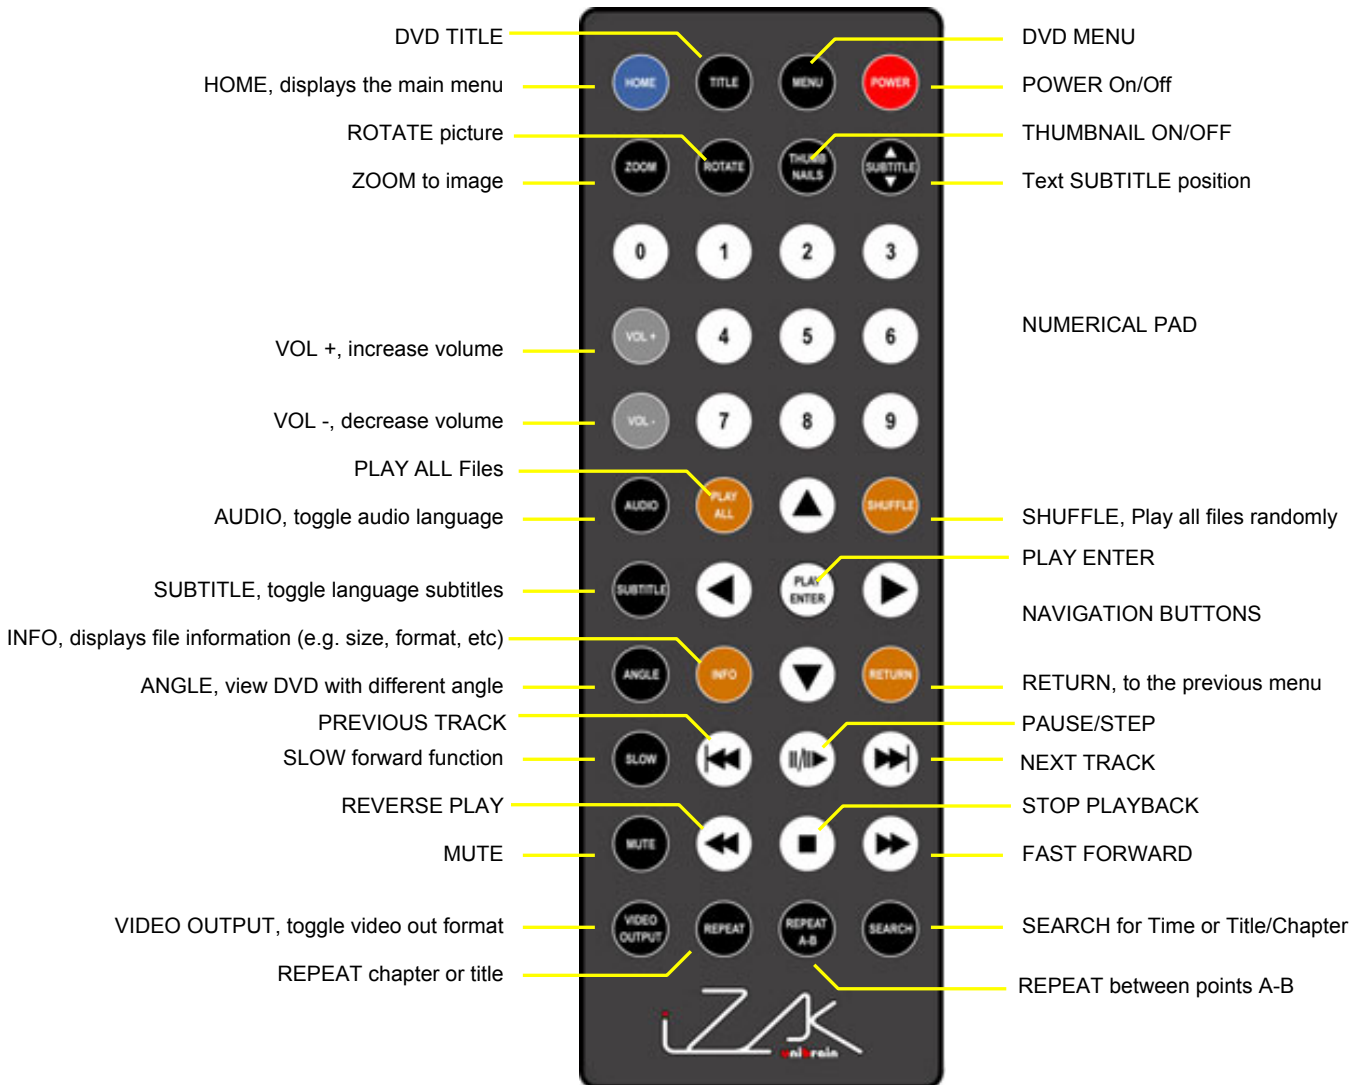 DVD TITLE
DVD MENU
HOME, displays the main menu
HOME
TITLE
MENU
POWER
POWER On/Off
ROTATE picture
THUMBNAIL ON/OFF
ZOOM to image
ZOOM
ROTATE
THUMB
NAILS
SUBTITLE
Text SUBTITLE position
0
1
2
3
NUMERICAL PAD
VOL +, increase volume
VOL +
4
5
6
VOL -, decrease volume
VOL -
7
8
9
PLAY ALL Files
AUDIO, toggle audio language
AUDIO
PLAY
ALL
SHUFFLE
SHUFFLE, Play all files randomly
PLAY ENTER
SUBTITLE, toggle language subtitles
SUBTITLE
PLAY
ENTER
NAVIGATION BUTTONS
INFO, displays file information (e.g. size, format, etc)
ANGLE, view DVD with different angle
ANGLE
INFO
RETURN
RETURN, to the previous menu
PREVIOUS TRACK
PAUSE/STEP
SLOW forward function
SLOW
NEXT TRACK
REVERSE PLAY
STOP PLAYBACK
MUTE
MUTE
FAST FORWARD
VIDEO OUTPUT, toggle video out format
VIDEO
OUTPUT
REPEAT
REPEAT
A-B
SEARCH
SEARCH for Time or Title/Chapter
REPEAT chapter or title
REPEAT between points A-B
iZAK
unibrain